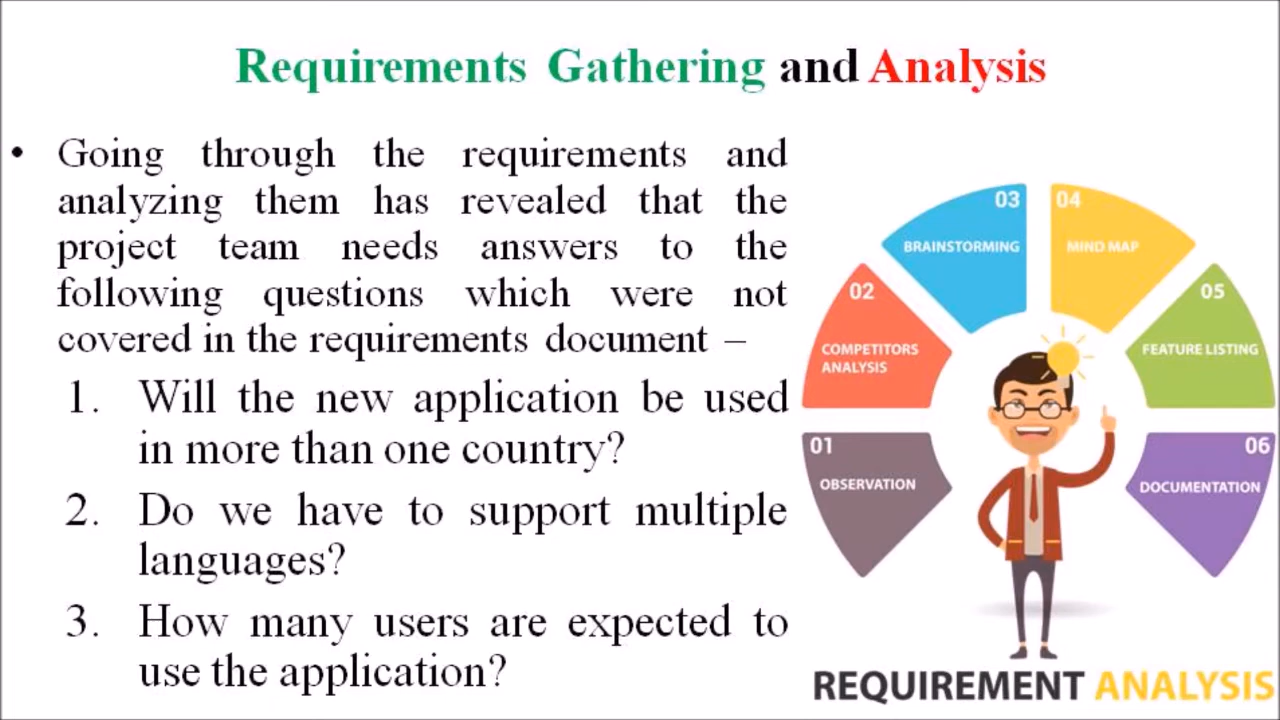 Requirements Gathering and Analysis
• Going through the requirements and
analyzing them has revealed that the
project team needs answers to the
following questions which were not
covered in the requirements document –
1. Will the new application be used
in more than one country?
2. Do we have to support multiple
languages?
3. How many users are expected to
use the application?
01
OBSERVATION
02
COMPETITORS
ANALYSIS
03
BRAINSTORMING
04
MIND MAP
05
FEATURE LISTING
06
DOCUMENTATION
REQUIREMENT ANALYSIS